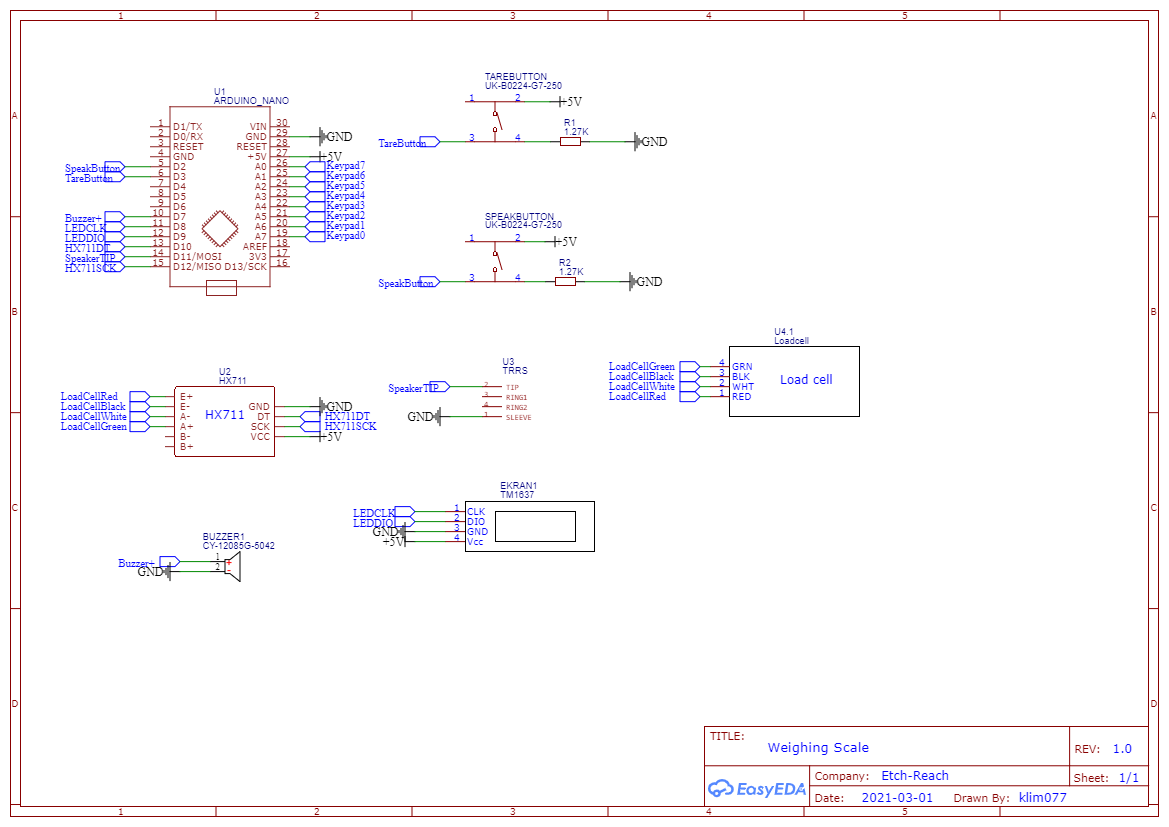 1 2 3 4 5
A A
B B
C C
D D
1 2 3 4 5
U1
ARDUINO_NANO
1 D1/TX VIN 30
2 D0/RX GND 29 GND
3 RESET RESET 28
4 GND +5V 27 +5V
SpeakButton 5 D2 A0 26 Keypad7
TareButton 6 D3 A1 25 Keypad6
7 D4 A2 24 Keypad5
8 D5 A3 23 Keypad4
9 D6 A4 22 Keypad3
Buzzer+ 10 D7 A5 21 Keypad2
LEDCLK 11 D8 A6 20 Keypad1
LEDDIO 12 D9 A7 19 Keypad0
HX711DT 13 D10 AREF 18
SpeakerTIP 14 D11/MOSI 3V3 17
HX711SCK 15 D12/MISO D13/SCK 16
TAREBUTTON
UK-B0224-G7-250
1 2 +5V
R1
1.27K
TareButton 3 4 GND
SPEAKBUTTON
UK-B0224-G7-250
1 2 +5V
R2
1.27K
SpeakButton 3 4 GND
U4.1
Loadcell
LoadCellGreen 4 GRN
LoadCellBlack 3 BLK
LoadCellWhite 2 WHT
LoadCellRed 1 RED
Load cell
U2
HX711
LoadCellRed E+
LoadCellBlack E- GND GND
LoadCellWhite A- DT HX711DT
LoadCellGreen A+ SCK HX711SCK
B- VCC +5V
B+
HX711
U3
TRRS
SpeakerTIP 2 TIP
3 RING1
4 RING2
GND 1 SLEEVE
EKRAN1
TM1637
LEDCLK 1 CLK
LEDDIO 2 DIO
GND 3 GND
+5V 4 Vcc
BUZZER1
CY-12085G-5042
Buzzer+ 1 +
GND 2 -
TITLE:
Weighing Scale
REV: 1.0
EasyEDA
Company: Etch-Reach
Sheet: 1/1
Date: 2021-03-01 Drawn By: klim077